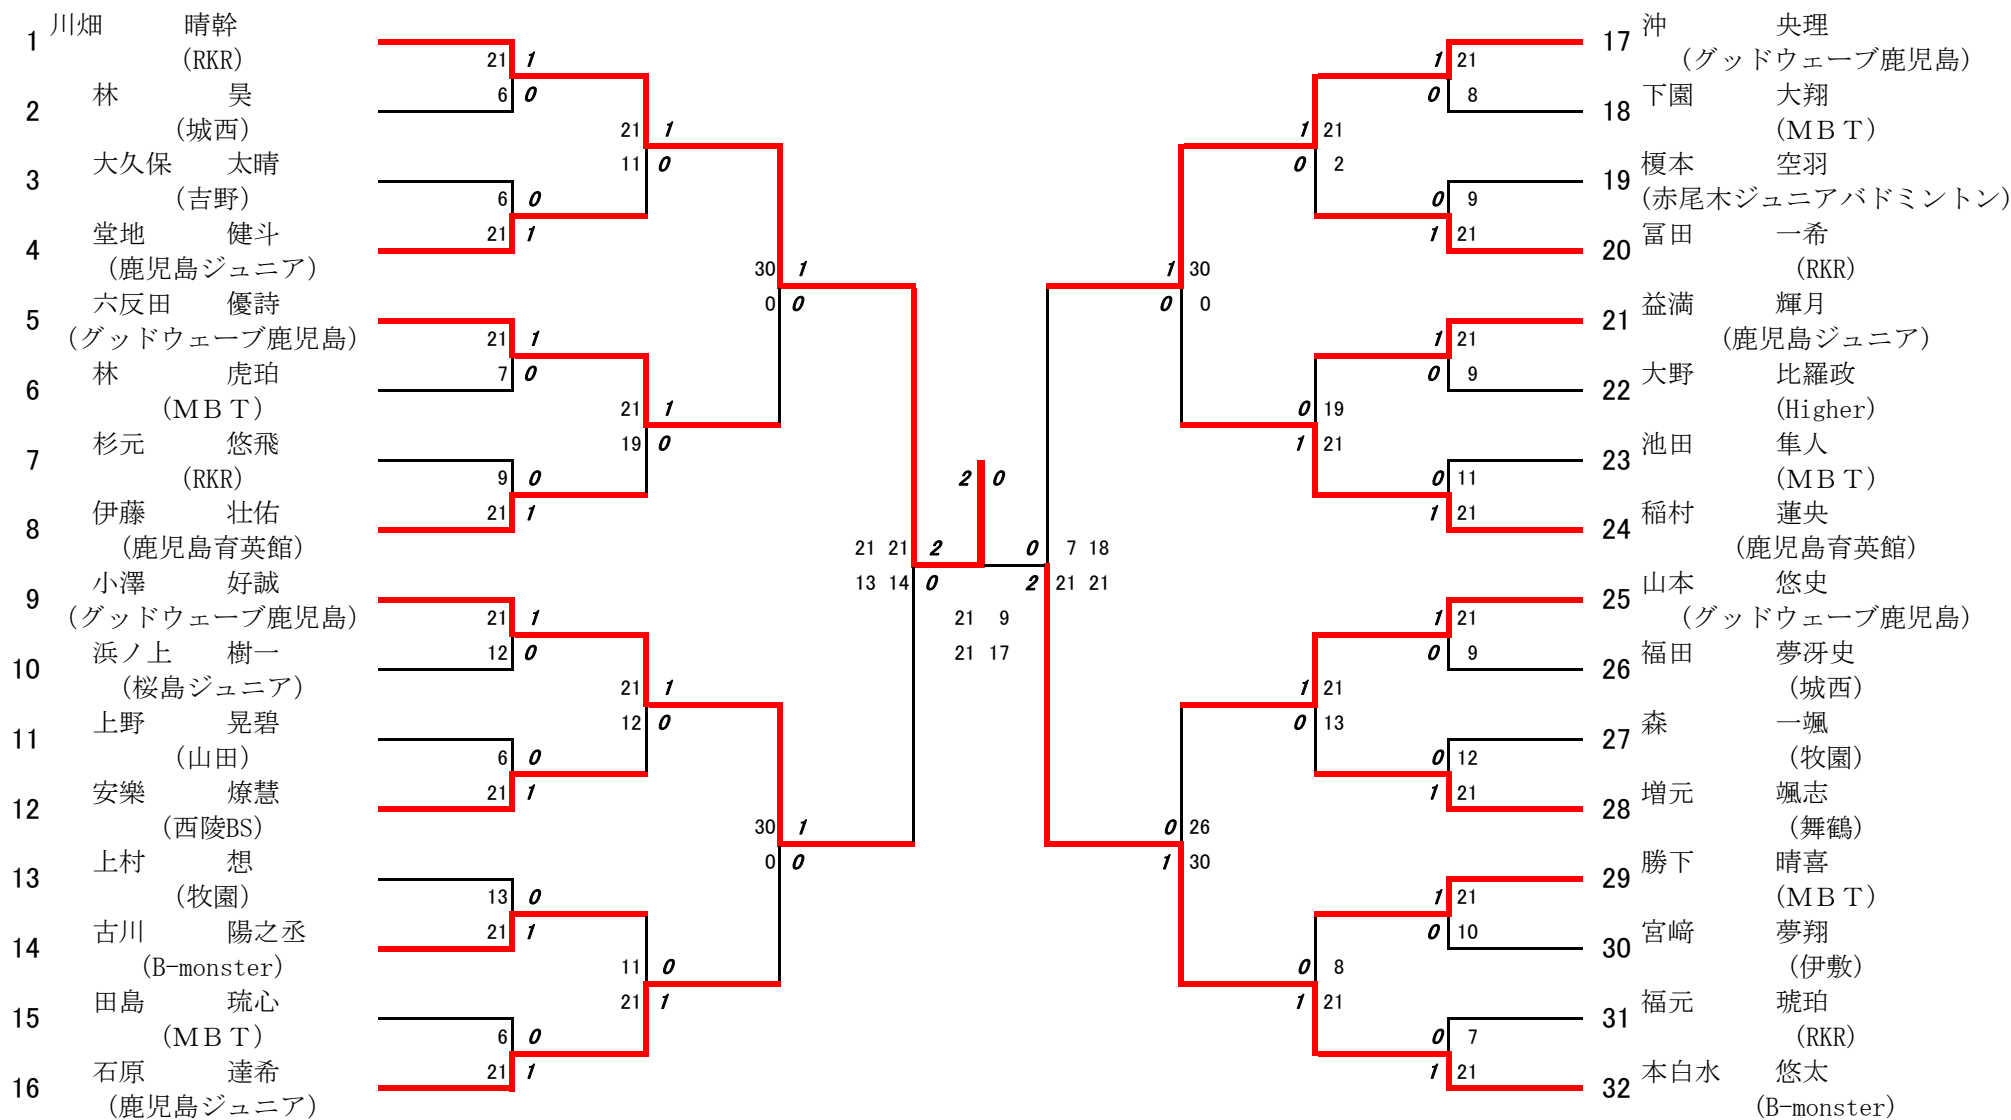 1 川畑 晴幹
(RKR)
21 1
6 0
2 林 昊
(城西)
21 1
11 0
3 大久保 太晴
(吉野)
6 0
21 1
4 堂地 健斗
(鹿児島ジュニア)
30 1
0 0
5 六反田 優詩
(グッドウェーブ鹿児島)
21 1
7 0
6 林 虎珀
(ＭＢＴ)
21 1
19 0
7 杉元 悠飛
(RKR)
9 0
21 1
8 伊藤 壮佑
(鹿児島育英館)
21 21 2
13 14 0
9 小澤 好誠
(グッドウェーブ鹿児島)
21 1
12 0
10 浜ノ上 樹一
(桜島ジュニア)
21 1
12 0
11 上野 晃碧
(山田)
6 0
21 1
12 安樂 燎慧
(西陵BS)
30 1
0 0
13 上村 想
(牧園)
13 0
21 1
14 古川 陽之丞
(B-monster)
11 0
21 1
15 田島 琉心
(ＭＢＴ)
6 0
21 1
16 石原 達希
(鹿児島ジュニア)
2 0
21 9
21 17
17 沖 央理
(グッドウェーブ鹿児島)
1 21
0 8
18 下園 大翔
(ＭＢＴ)
1 21
0 2
19 榎本 空羽
(赤尾木ジュニアバドミントン)
0 9
1 21
20 冨田 一希
(RKR)
1 30
0 0
21 益満 輝月
(鹿児島ジュニア)
1 21
0 9
22 大野 比羅政
(Higher)
0 19
1 21
23 池田 隼人
(ＭＢＴ)
0 11
1 21
24 稲村 蓮央
(鹿児島育英館)
0 7 18
2 21 21
25 山本 悠史
(グッドウェーブ鹿児島)
1 21
0 9
26 福田 夢冴史
(城西)
1 21
0 13
27 森 一颯
(牧園)
0 12
1 21
28 増元 颯志
(舞鶴)
0 26
1 30
29 勝下 晴喜
(ＭＢＴ)
1 21
0 10
30 宮﨑 夢翔
(伊敷)
0 8
1 21
31 福元 琥珀
(RKR)
0 7
1 21
32 本白水 悠太
(B-monster)